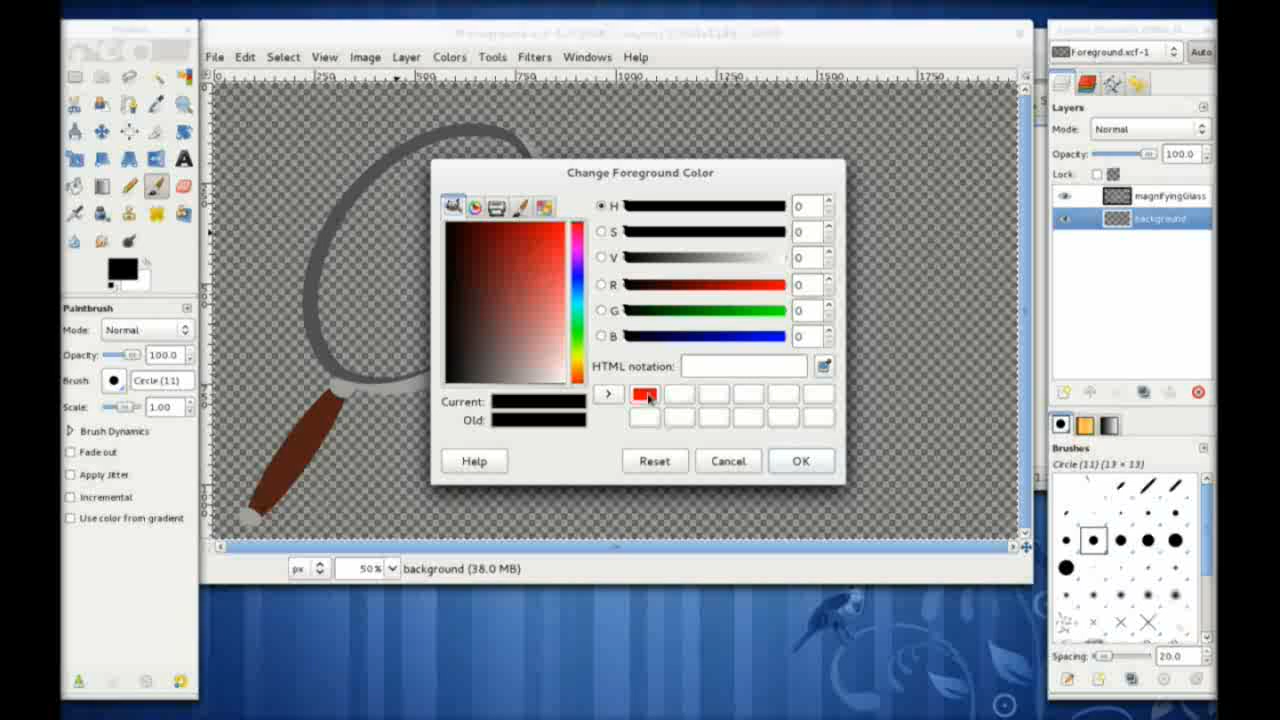 File Edit Select View Image Layer Colors Tools Filters Windows Help
0 250 500 750 1000 1250 1500 1750
Mode: Normal
Paintbrush
Mode: Normal
Opacity: 100.0
Brush: Circle (11)
Scale: 1.00
Brush Dynamics
Fade out
Apply Jitter
Incremental
Use color from gradient
Change Foreground Color
H 0
S 0
V 0
R 0
G 0
B 0
HTML notation:
>
Current:
Old:
Help Reset Cancel OK
px 50% background (38.0 MB)
Foreground.xcf-1 Auto
Layers
Opacity: 100.0
Lock:
magnifyingGlass
background
Brushes
Circle (11) (13 × 13)
Spacing: 20.0